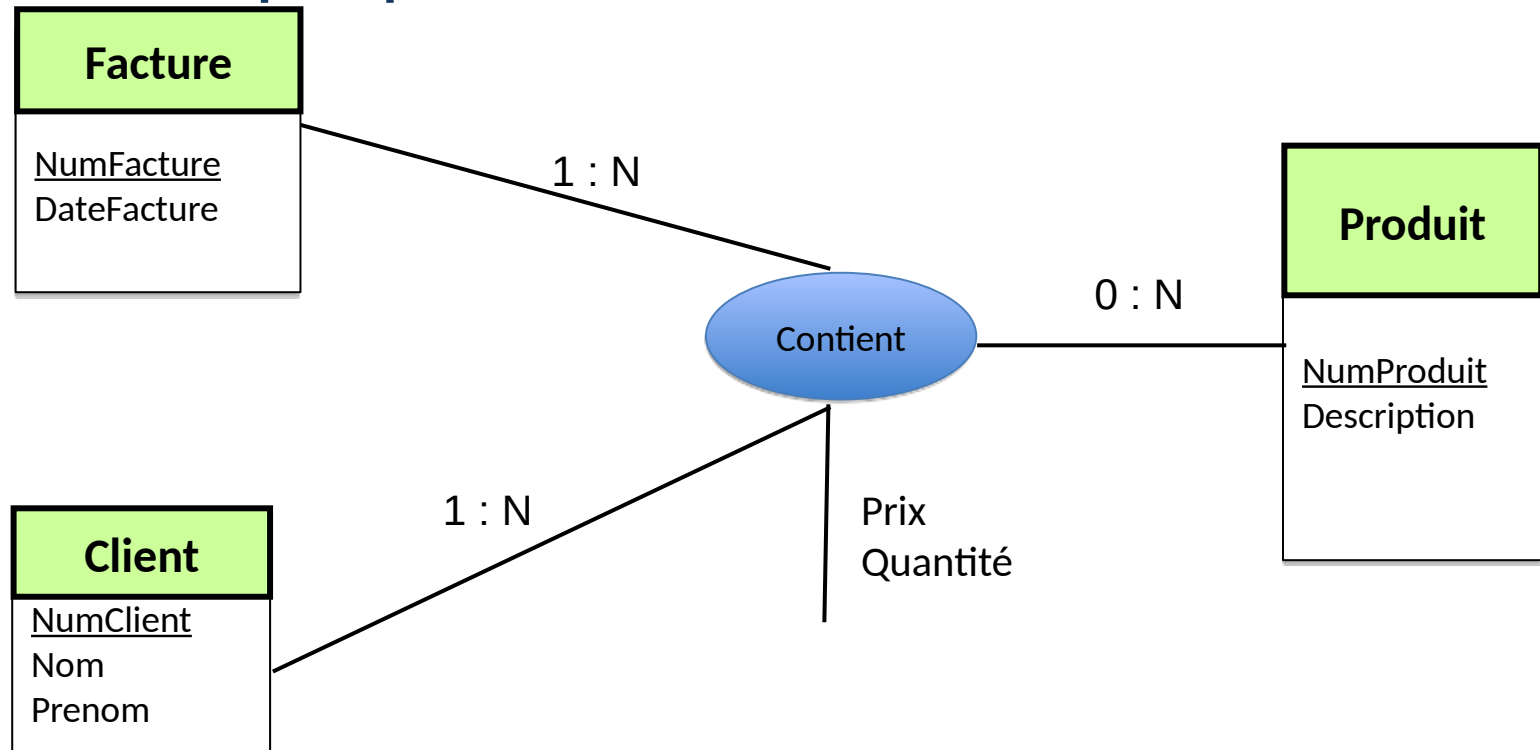 Facture
NumFacture
DateFacture
1 : N
Contient
0 : N
Produit
NumProduit
Description
1 : N
Prix
Quantité
Client
NumClient
Nom
Prenom